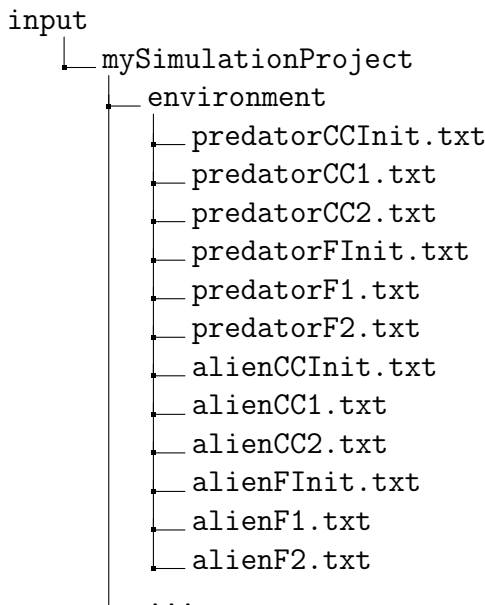 input
mySimulationProject
environment
predatorCCInit.txt
predatorCC1.txt
predatorCC2.txt
predatorFInit.txt
predatorF1.txt
predatorF2.txt
alienCCInit.txt
alienCC1.txt
alienCC2.txt
alienFInit.txt
alienF1.txt
alienF2.txt
...